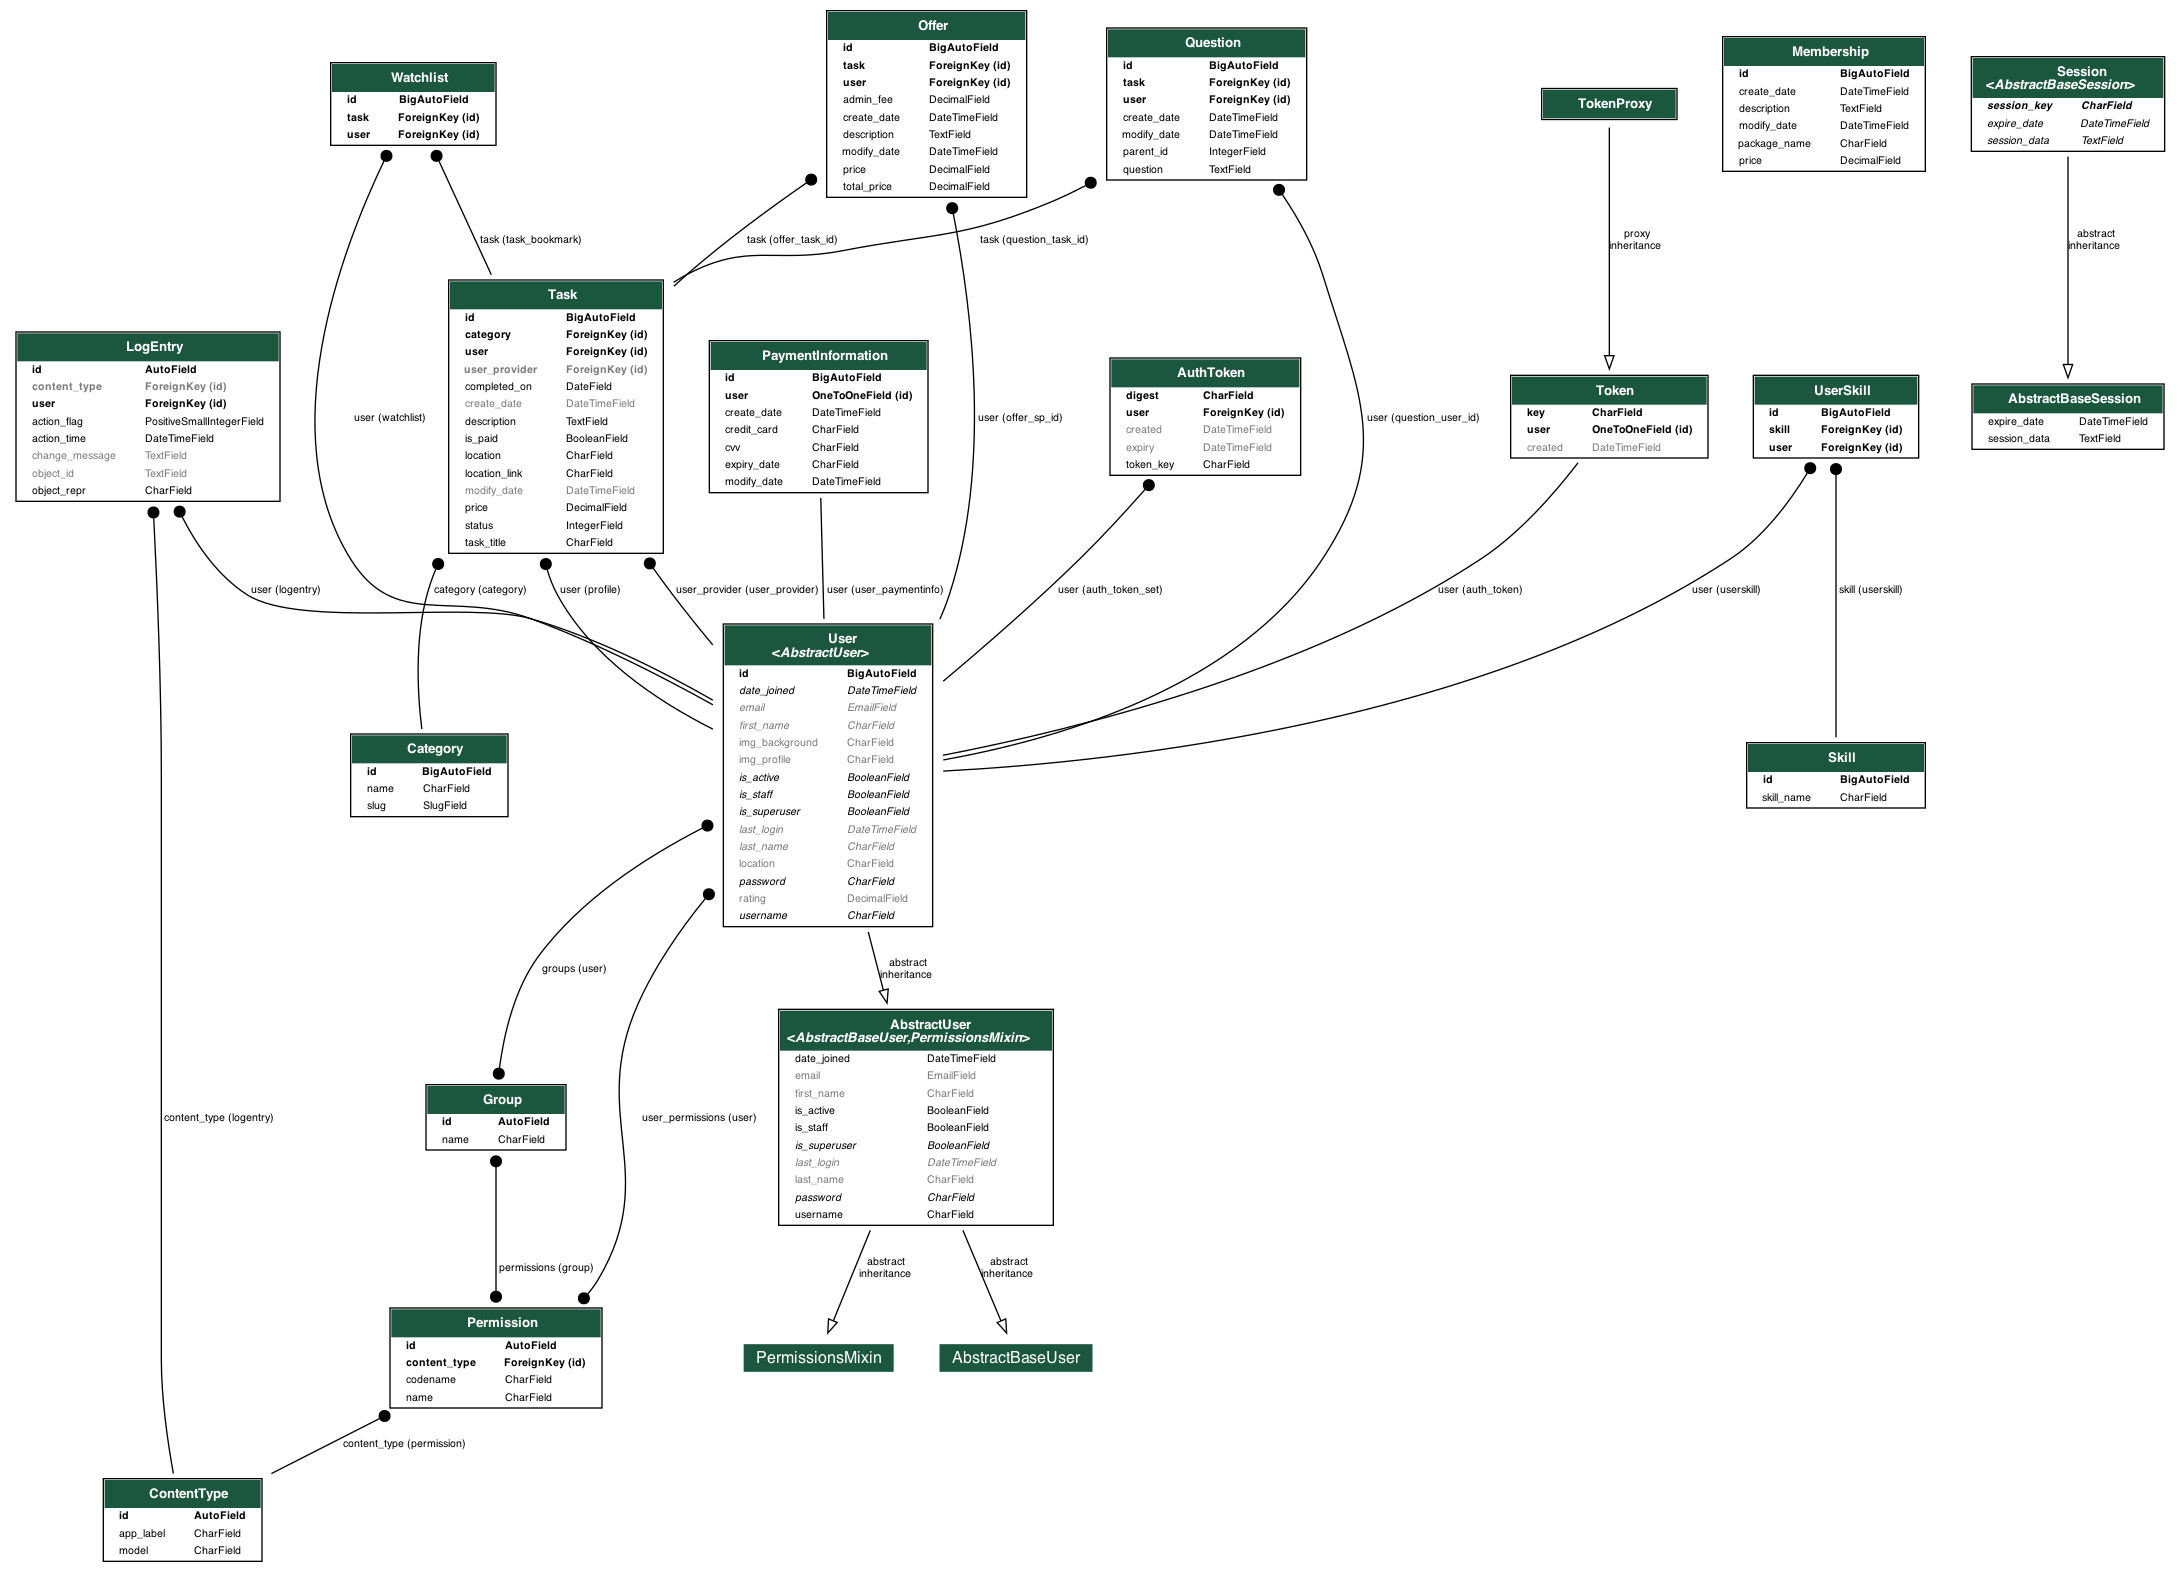 Offer
id BigAutoField
task ForeignKey (id)
user ForeignKey (id)
admin_fee DecimalField
create_date DateTimeField
description TextField
modify_date DateTimeField
price DecimalField
total_price DecimalField
Question
id BigAutoField
task ForeignKey (id)
user ForeignKey (id)
create_date DateTimeField
modify_date DateTimeField
parent_id IntegerField
question TextField
Membership
id BigAutoField
create_date DateTimeField
description TextField
modify_date DateTimeField
package_name CharField
price DecimalField
Session
<AbstractBaseSession>
session_key CharField
expire_date DateTimeField
session_data TextField
Watchlist
id BigAutoField
task ForeignKey (id)
user ForeignKey (id)
TokenProxy
task (task_bookmark)
task (offer_task_id)
task (question_task_id)
proxy
inheritance
abstract
inheritance
Task
id BigAutoField
category ForeignKey (id)
user ForeignKey (id)
user_provider ForeignKey (id)
completed_on DateField
create_date DateTimeField
description TextField
is_paid BooleanField
location CharField
location_link CharField
modify_date DateTimeField
price DecimalField
status IntegerField
task_title CharField
LogEntry
id AutoField
content_type ForeignKey (id)
user ForeignKey (id)
action_flag PositiveSmallIntegerField
action_time DateTimeField
change_message TextField
object_id TextField
object_repr CharField
user (watchlist)
PaymentInformation
id BigAutoField
user OneToOneField (id)
create_date DateTimeField
credit_card CharField
cvv CharField
expiry_date CharField
modify_date DateTimeField
user (offer_sp_id)
AuthToken
digest CharField
user ForeignKey (id)
created DateTimeField
expiry DateTimeField
token_key CharField
user (question_user_id)
Token
key CharField
user OneToOneField (id)
created DateTimeField
UserSkill
id BigAutoField
skill ForeignKey (id)
user ForeignKey (id)
AbstractBaseSession
expire_date DateTimeField
session_data TextField
user (logentry)
category (category)
user (profile)
user_provider (user_provider)
user (user_paymentinfo)
user (auth_token_set)
user (auth_token)
user (userskill)
skill (userskill)
User
<AbstractUser>
id BigAutoField
date_joined DateTimeField
email EmailField
first_name CharField
img_background CharField
img_profile CharField
is_active BooleanField
is_staff BooleanField
is_superuser BooleanField
last_login DateTimeField
last_name CharField
location CharField
password CharField
rating DecimalField
username CharField
Category
id BigAutoField
name CharField
slug SlugField
Skill
id BigAutoField
skill_name CharField
groups (user)
abstract
inheritance
AbstractUser
<AbstractBaseUser,PermissionsMixin>
date_joined DateTimeField
email EmailField
first_name CharField
is_active BooleanField
is_staff BooleanField
is_superuser BooleanField
last_login DateTimeField
last_name CharField
password CharField
username CharField
Group
id AutoField
name CharField
content_type (logentry)
user_permissions (user)
permissions (group)
abstract
inheritance
abstract
inheritance
Permission
id AutoField
content_type ForeignKey (id)
codename CharField
name CharField
PermissionsMixin
AbstractBaseUser
content_type (permission)
ContentType
id AutoField
app_label CharField
model CharField